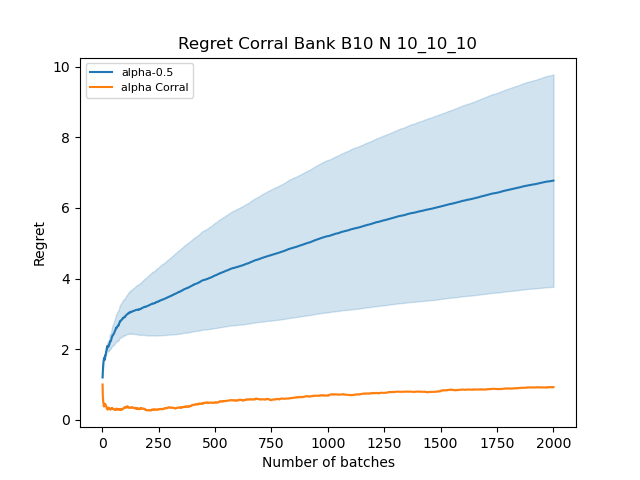 Regret Corral Bank B10 N 10_10_10
alpha-0.5
alpha Corral
10
8
6
4
2
0
Regret
0 250 500 750 1000 1250 1500 1750 2000
Number of batches